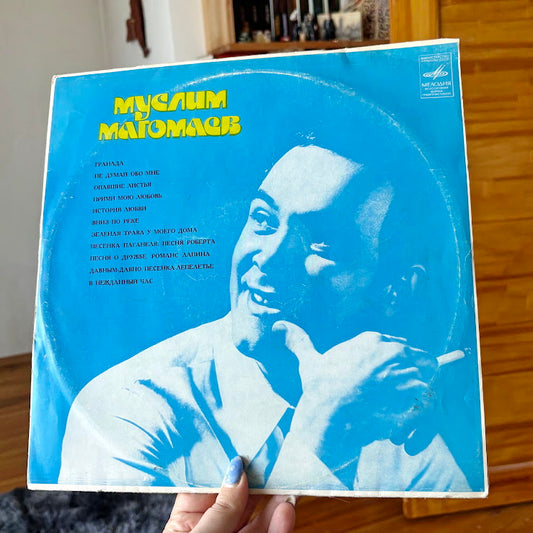 МУСЛИМ
МАГОМАЕВ
МЕЛОДИЯ
ГРАНАДА
НЕ ДУМАЙ ОБО МНЕ
ОПАВШИЕ ЛИСТЬЯ
ПРИМИ МОЮ ЛЮБОВЬ
ИСТОРИЯ ЛЮБВИ
ВНИЗ ПО РЕКЕ
ЗЕЛЕНАЯ ТРАВА У МОЕГО ДОМА
ПЕСЕНКА ПАГАНЕЛЯ ПЕСНЯ РОБЕРТА
ПЕСНЯ О ДРУЖБЕ РОМАНС ЛАПИНА
ДАВНЫМ-ДАВНО ПЕСЕНКА ЛЕПЕЛЕТЬЕ
В НЕЖДАННЫЙ ЧАС